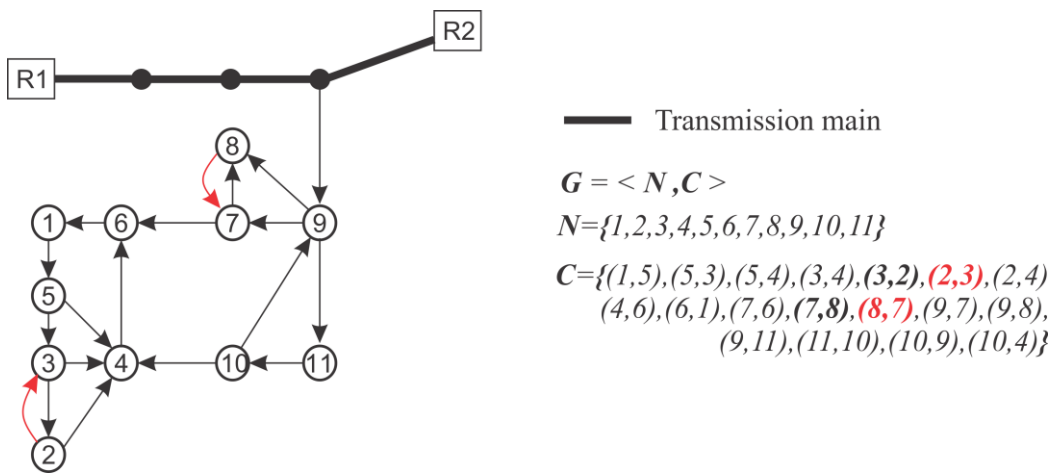 R2
R1
Transmission main
8
G = < N ,C >
1
6
7
9
N={1,2,3,4,5,6,7,8,9,10,11}
5
C={(1,5),(5,3),(5,4),(3,4),(3,2),(2,3),(2,4)
(4,6),(6,1),(7,6),(7,8),(8,7),(9,7),(9,8),
(9,11),(11,10),(10,9),(10,4)}
3
4
10
11
2